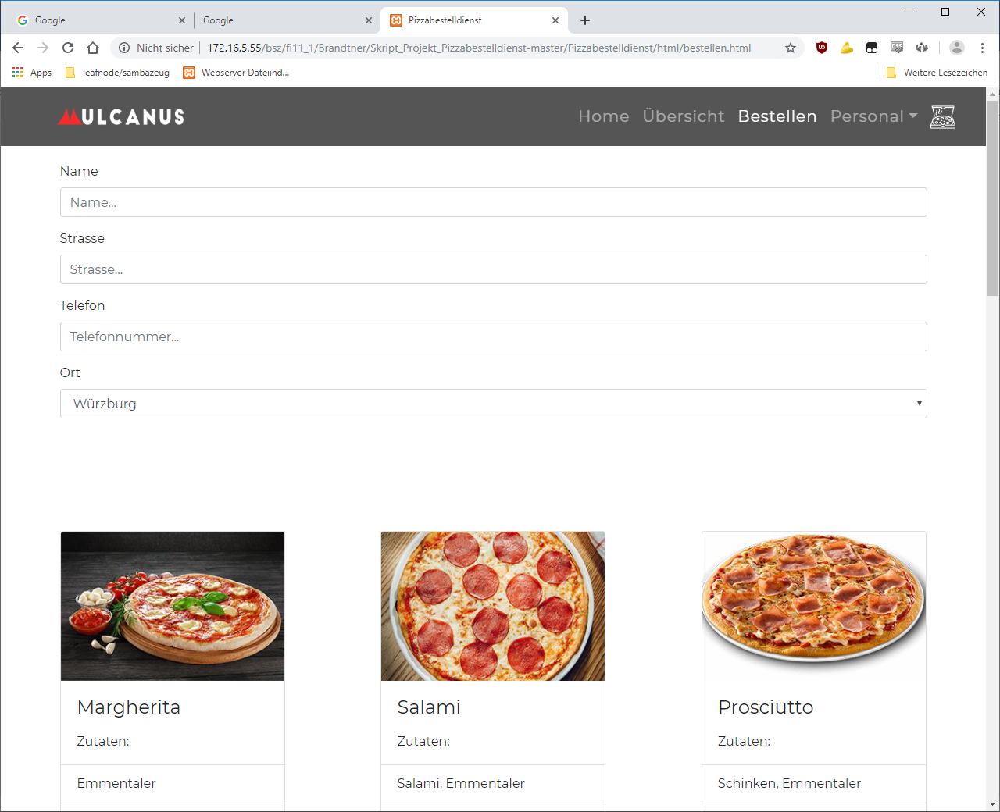 Google
Google
Pizzabestelldienst
Nicht sicher
172.16.5.55/bsz/fi11_1/Brandtner/Skript_Projekt_Pizzabestelldienst-master/Pizzabestelldienst/html/bestellen.html
Apps
leafnode/sambazeug
Webserver Dateiind...
Weitere Lesezeichen
ULCANUS
Home
Übersicht
Bestellen
Personal
Name
Name...
Strasse
Strasse...
Telefon
Telefonnummer...
Ort
Würzburg
Margherita
Zutaten:
Emmentaler
Salami
Zutaten:
Salami, Emmentaler
Prosciutto
Zutaten:
Schinken, Emmentaler